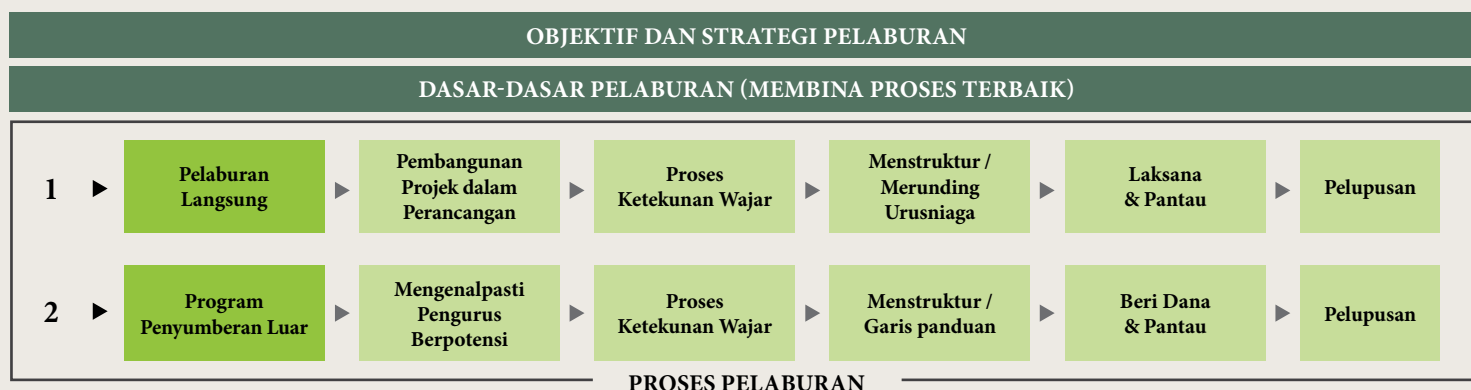 OBJEKTIF DAN STRATEGI PELABURAN
DASAR-DASAR PELABURAN (MEMBINA PROSES TERBAIK)
1
Pelaburan
Langsung
Pembangunan
Projek dalam
Perancangan
Proses
Ketekunan Wajar
Menstruktur /
Merunding
Urusniaga
Laksana
& Pantau
Pelupusan
2
Program
Penyumberan Luar
Mengenalpasti
Pengurus
Berpotensi
Proses
Ketekunan Wajar
Menstruktur /
Garis panduan
Beri Dana
& Pantau
Pelupusan
PROSES PELABURAN